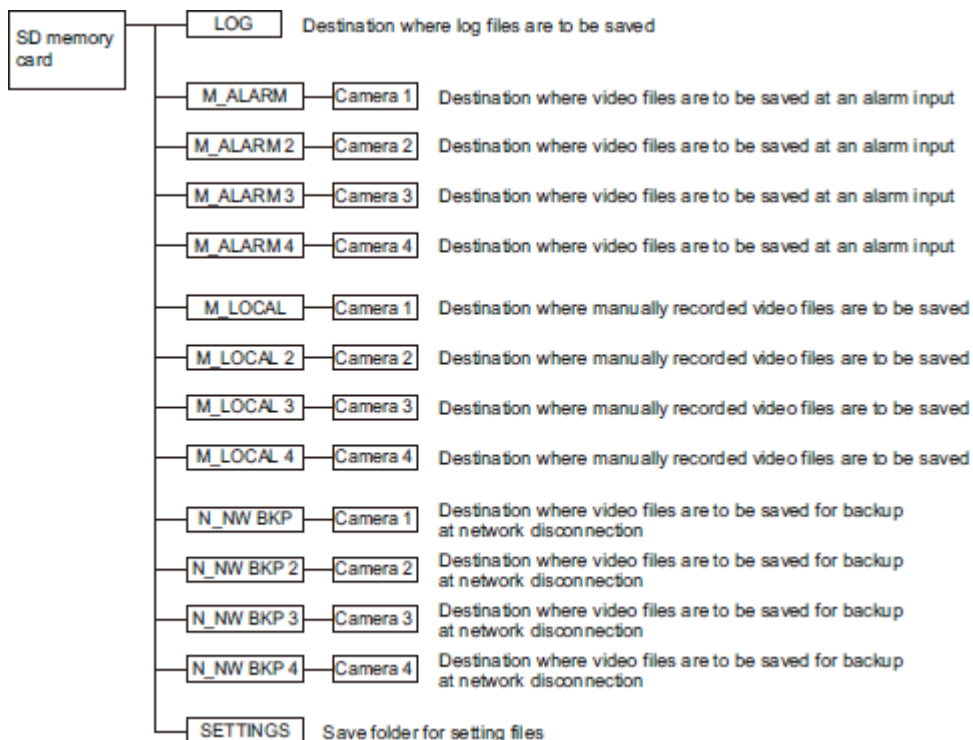 SD memory
card
LOG Destination where log files are to be saved
M_ALARM Camera 1 Destination where video files are to be saved at an alarm input
M_ALARM 2 Camera 2 Destination where video files are to be saved at an alarm input
M_ALARM 3 Camera 3 Destination where video files are to be saved at an alarm input
M_ALARM 4 Camera 4 Destination where video files are to be saved at an alarm input
M_LOCAL Camera 1 Destination where manually recorded video files are to be saved
M_LOCAL 2 Camera 2 Destination where manually recorded video files are to be saved
M_LOCAL 3 Camera 3 Destination where manually recorded video files are to be saved
M_LOCAL 4 Camera 4 Destination where manually recorded video files are to be saved
N_NW BKP Camera 1 Destination where video files are to be saved for backup
at network disconnection
N_NW BKP 2 Camera 2 Destination where video files are to be saved for backup
at network disconnection
N_NW BKP 3 Camera 3 Destination where video files are to be saved for backup
at network disconnection
N_NW BKP 4 Camera 4 Destination where video files are to be saved for backup
at network disconnection
SETTINGS Save folder for setting files